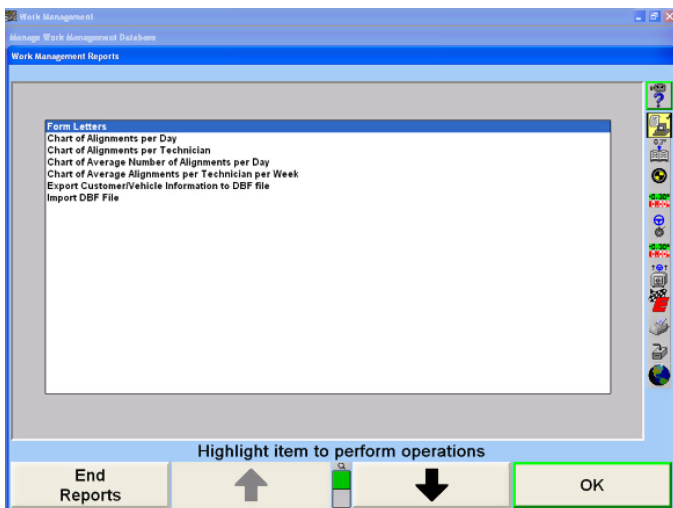 Work Management
Manage Work Management Database
Work Management Reports
Form Letters
Chart of Alignments per Day
Chart of Alignments per Technician
Chart of Average Number of Alignments per Day
Chart of Average Alignments per Technician per Week
Export Customer/Vehicle Information to DBF file
Import DBF File
Highlight item to perform operations
End
Reports
OK